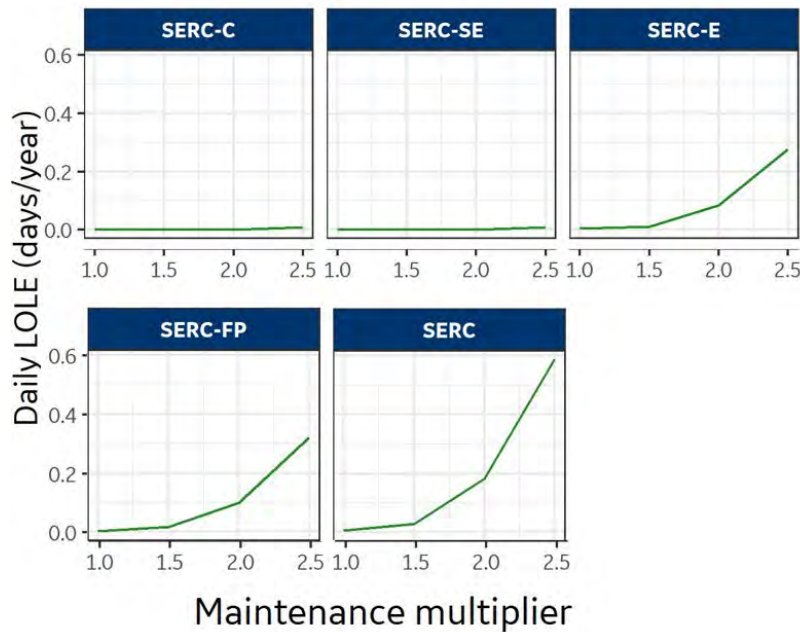 SERC-C SERC-SE SERC-E
0.6
0.4
0.2
0.0
1.0 1.5 2.0 2.5 1.0 1.5 2.0 2.5 1.0 1.5 2.0 2.5
Daily LOLE (days/year)
SERC-FP SERC
0.6
0.4
0.2
0.0
1.0 1.5 2.0 2.5 1.0 1.5 2.0 2.5
Maintenance multiplier